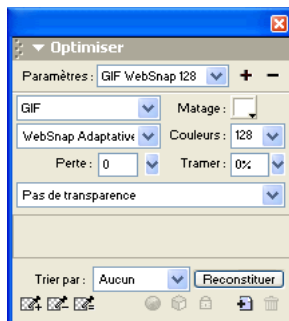 Optimiser
Paramètres : GIF WebSnap 128
GIF Matage :
WebSnap Adaptative Couleurs : 128
Perte : 0 Tramer : 0%
Pas de transparence
Trier par : Aucun Reconstituer